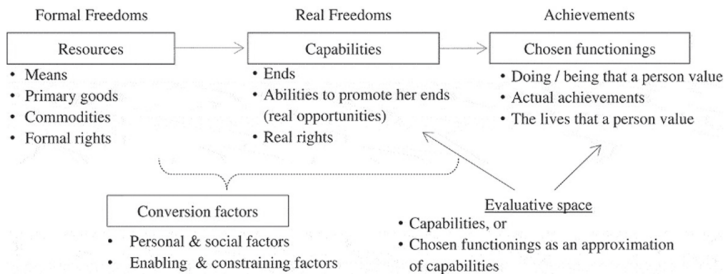 Formal Freedoms
Real Freedoms
Achievements
Resources
Capabilities
Chosen functionings
• Means
• Primary goods
• Commodities
• Formal rights
• Ends
• Abilities to promote her ends
(real opportunities)
• Real rights
• Doing / being that a person value
• Actual achievements
• The lives that a person value
Conversion factors
• Personal & social factors
• Enabling & constraining factors
Evaluative space
• Capabilities, or
• Chosen functionings as an approximation
of capabilities